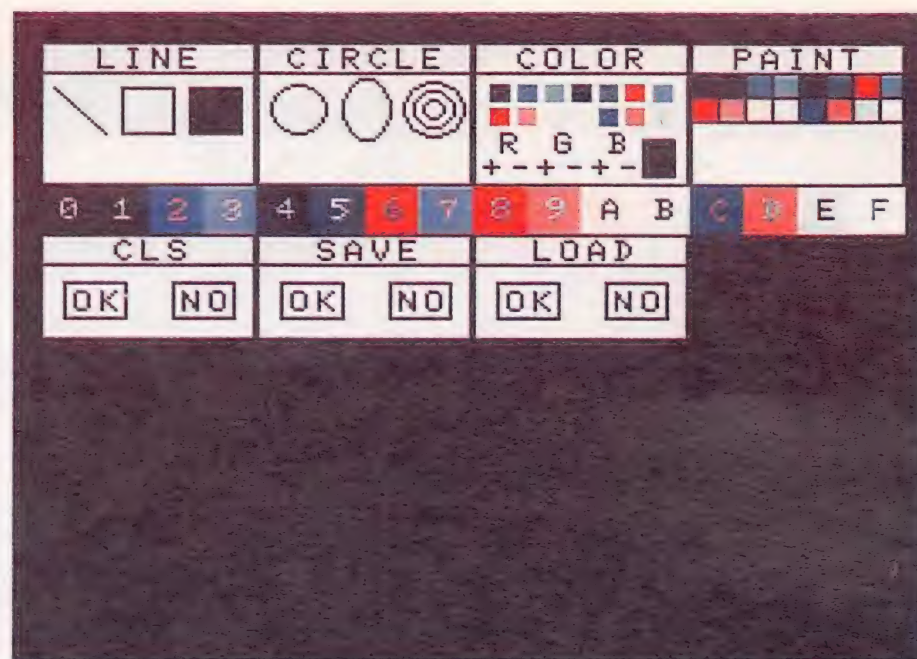 LINE CIRCLE COLOR PAINT
R G B
+ - + - + -
0 1 2 3 4 5 6 7 8 9 A B C D E F
CLS SAVE LOAD
OK NO OK NO OK NO